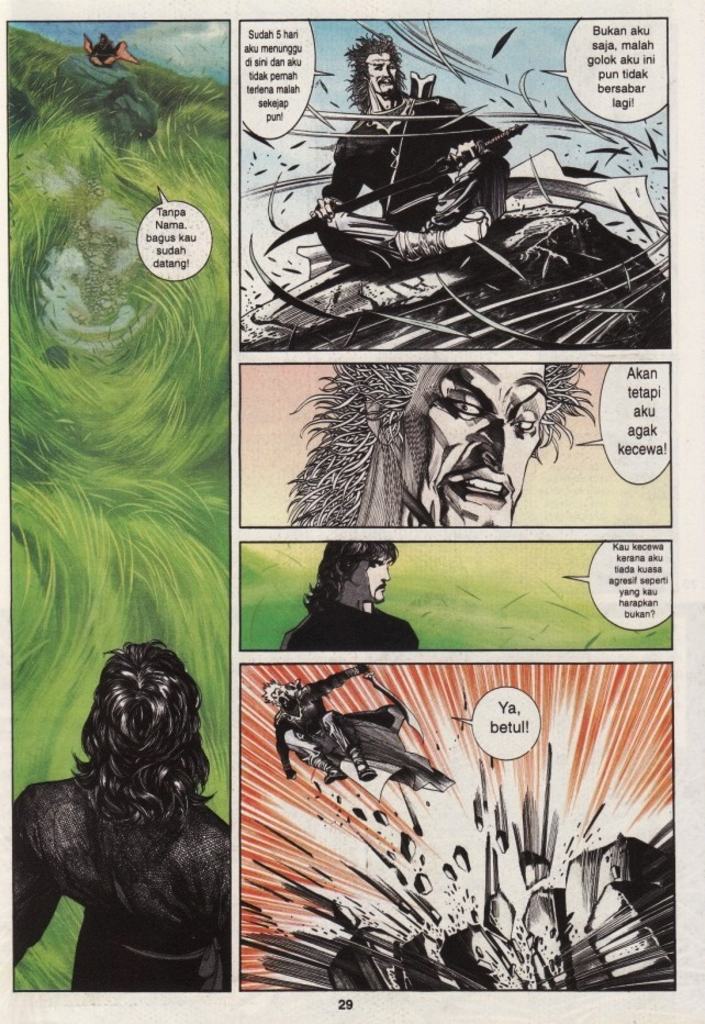 Tanpa
Nama,
bagus kau
sudah
datang!
Sudah 5 hari
aku menunggu
di sini dan aku
tidak pernah
terlena malah
sekejap
pun!
Bukan aku
saja, malah
golok aku ini
pun tidak
bersabar
lagi!
Akan
tetapi
aku
agak
kecewa!
Kau kecewa
kerana aku
tiada kuasa
agresif seperti
yang kau
harapkan
bukan?
Ya,
betul!
29